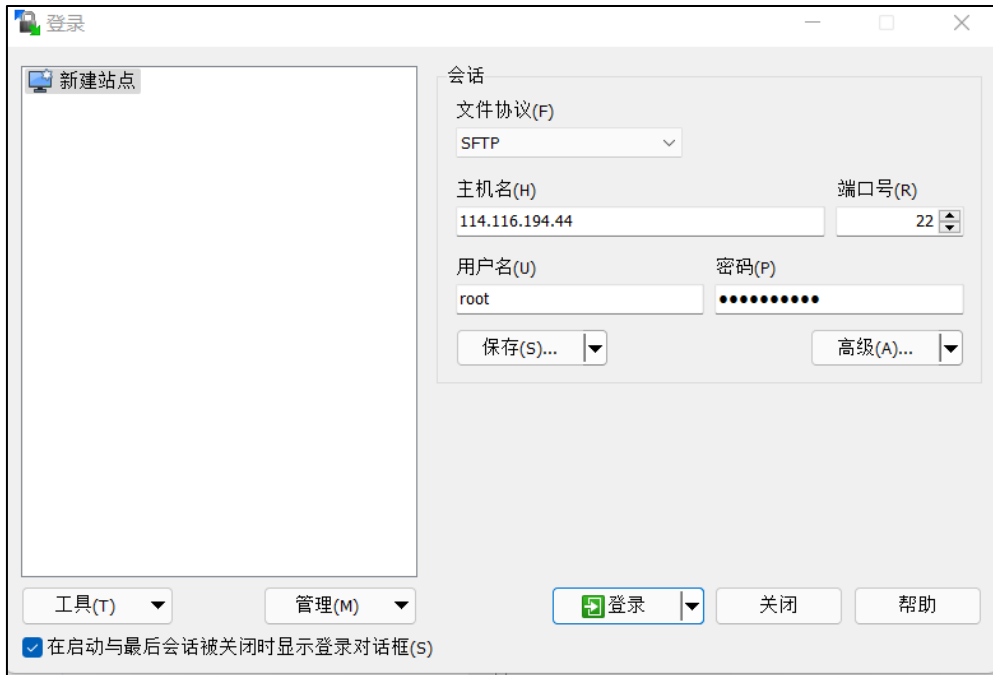 登录
新建站点
会话
文件协议(F)
SFTP
主机名(H) 端口号(R)
114.116.194.44 22
用户名(U) 密码(P)
root ●●●●●●●●●●
保存(S)... 高级(A)...
工具(T) 管理(M) 登录 关闭 帮助
在启动与最后会话被关闭时显示登录对话框(S)